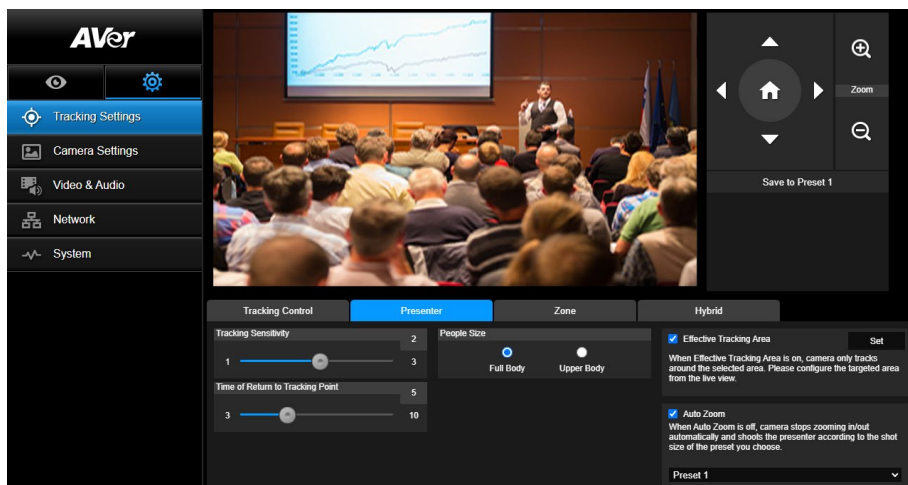 AVer
Tracking Settings
Camera Settings
Video & Audio
Network
System
Zoom
Save to Preset 1
Tracking Control
Presenter
Zone
Hybrid
Tracking Sensitivity
2
1
3
Time of Return to Tracking Point
5
3
10
People Size
Full Body
Upper Body
Effective Tracking Area
Set
When Effective Tracking Area is on, camera only tracks
around the selected area. Please configure the targeted area
from the live view.
Auto Zoom
When Auto Zoom is off, camera stops zooming in/out
automatically and shoots the presenter according to the shot
size of the preset you choose.
Preset 1